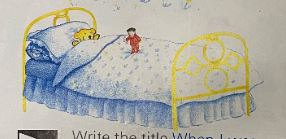 Write the title When I was